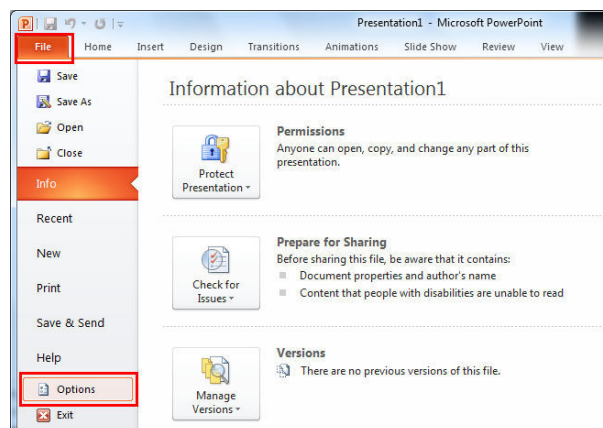 Presentation1 - Microsoft PowerPoint
File Home Insert Design Transitions Animations Slide Show Review View
Save
Save As
Open
Close
Info
Recent
New
Print
Save & Send
Help
Options
Exit
Information about Presentation1
Protect
Presentation
Permissions
Anyone can open, copy, and change any part of this
presentation.
Check for
Issues
Prepare for Sharing
Before sharing this file, be aware that it contains:
Document properties and author's name
Content that people with disabilities are unable to read
Manage
Versions
Versions
There are no previous versions of this file.